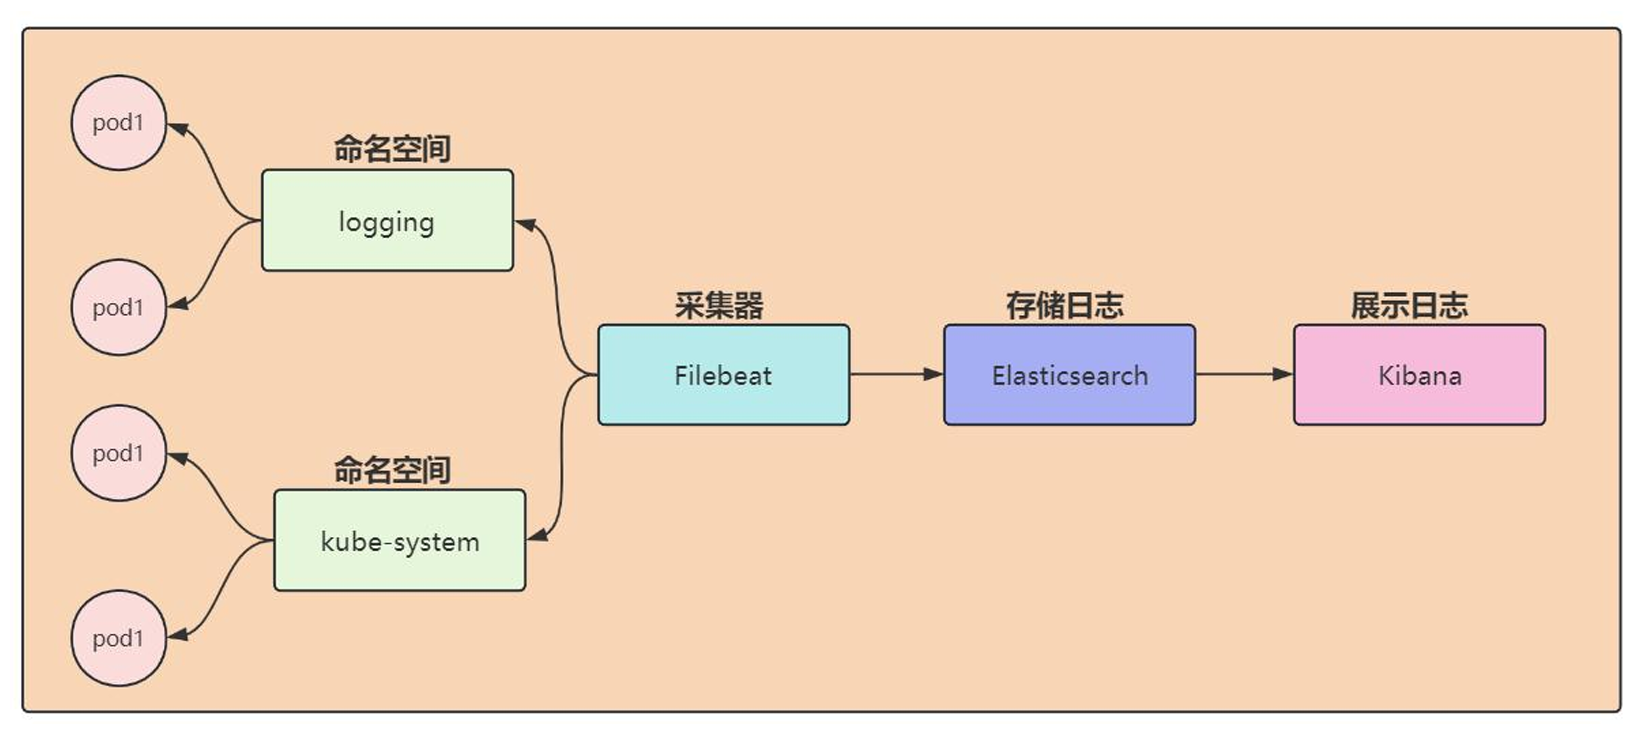 pod1
命名空间
logging
pod1
采集器
存储日志
展示日志
Filebeat
Elasticsearch
Kibana
pod1
命名空间
kube-system
pod1